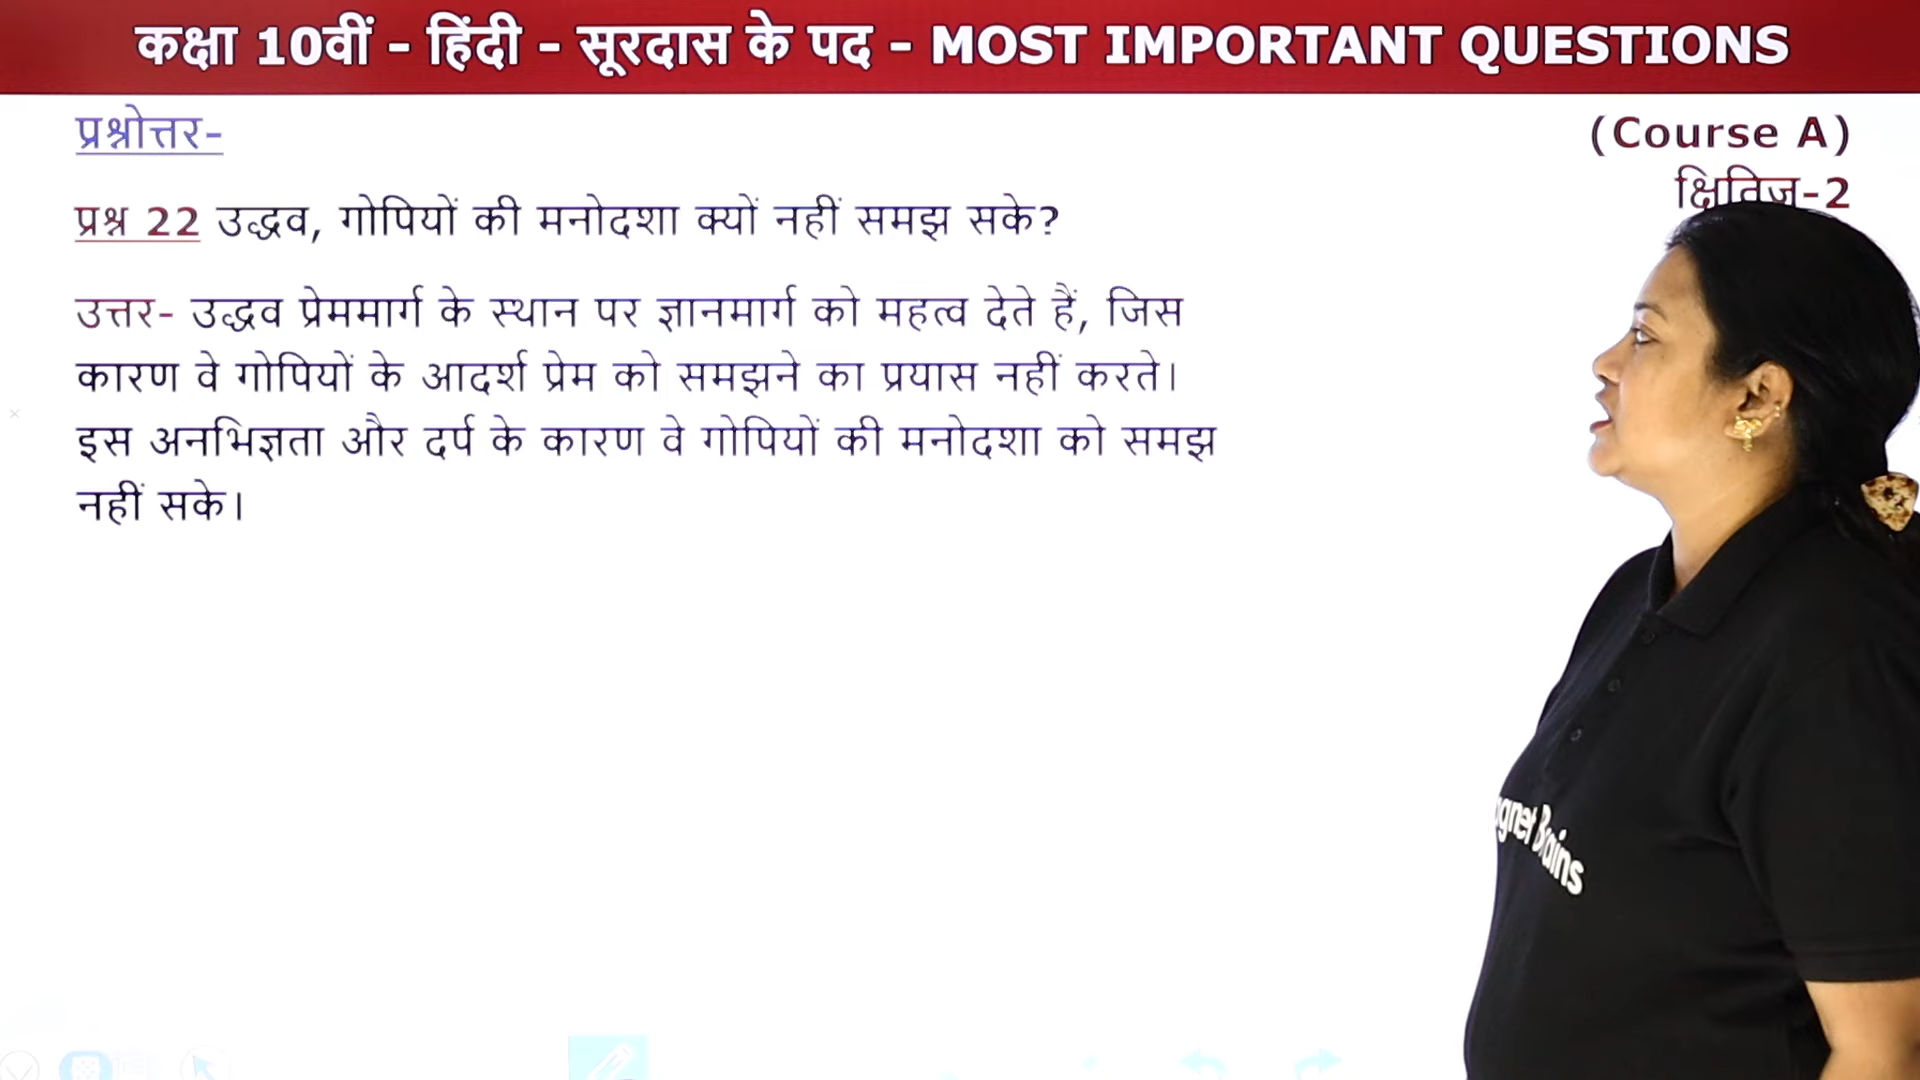 कक्षा 10वीं - हिंदी - सूरदास के पद - MOST IMPORTANT QUESTIONS
प्रश्नोत्तर-
(Course A)
क्षितिज-2
प्रश्न 22 उद्धव, गोपियों की मनोदशा क्यों नहीं समझ सके?
उत्तर- उद्धव प्रेममार्ग के स्थान पर ज्ञानमार्ग को महत्व देते हैं, जिस
कारण वे गोपियों के आदर्श प्रेम को समझने का प्रयास नहीं करते।
इस अनभिज्ञता और दर्प के कारण वे गोपियों की मनोदशा को समझ
नहीं सके।
Brains